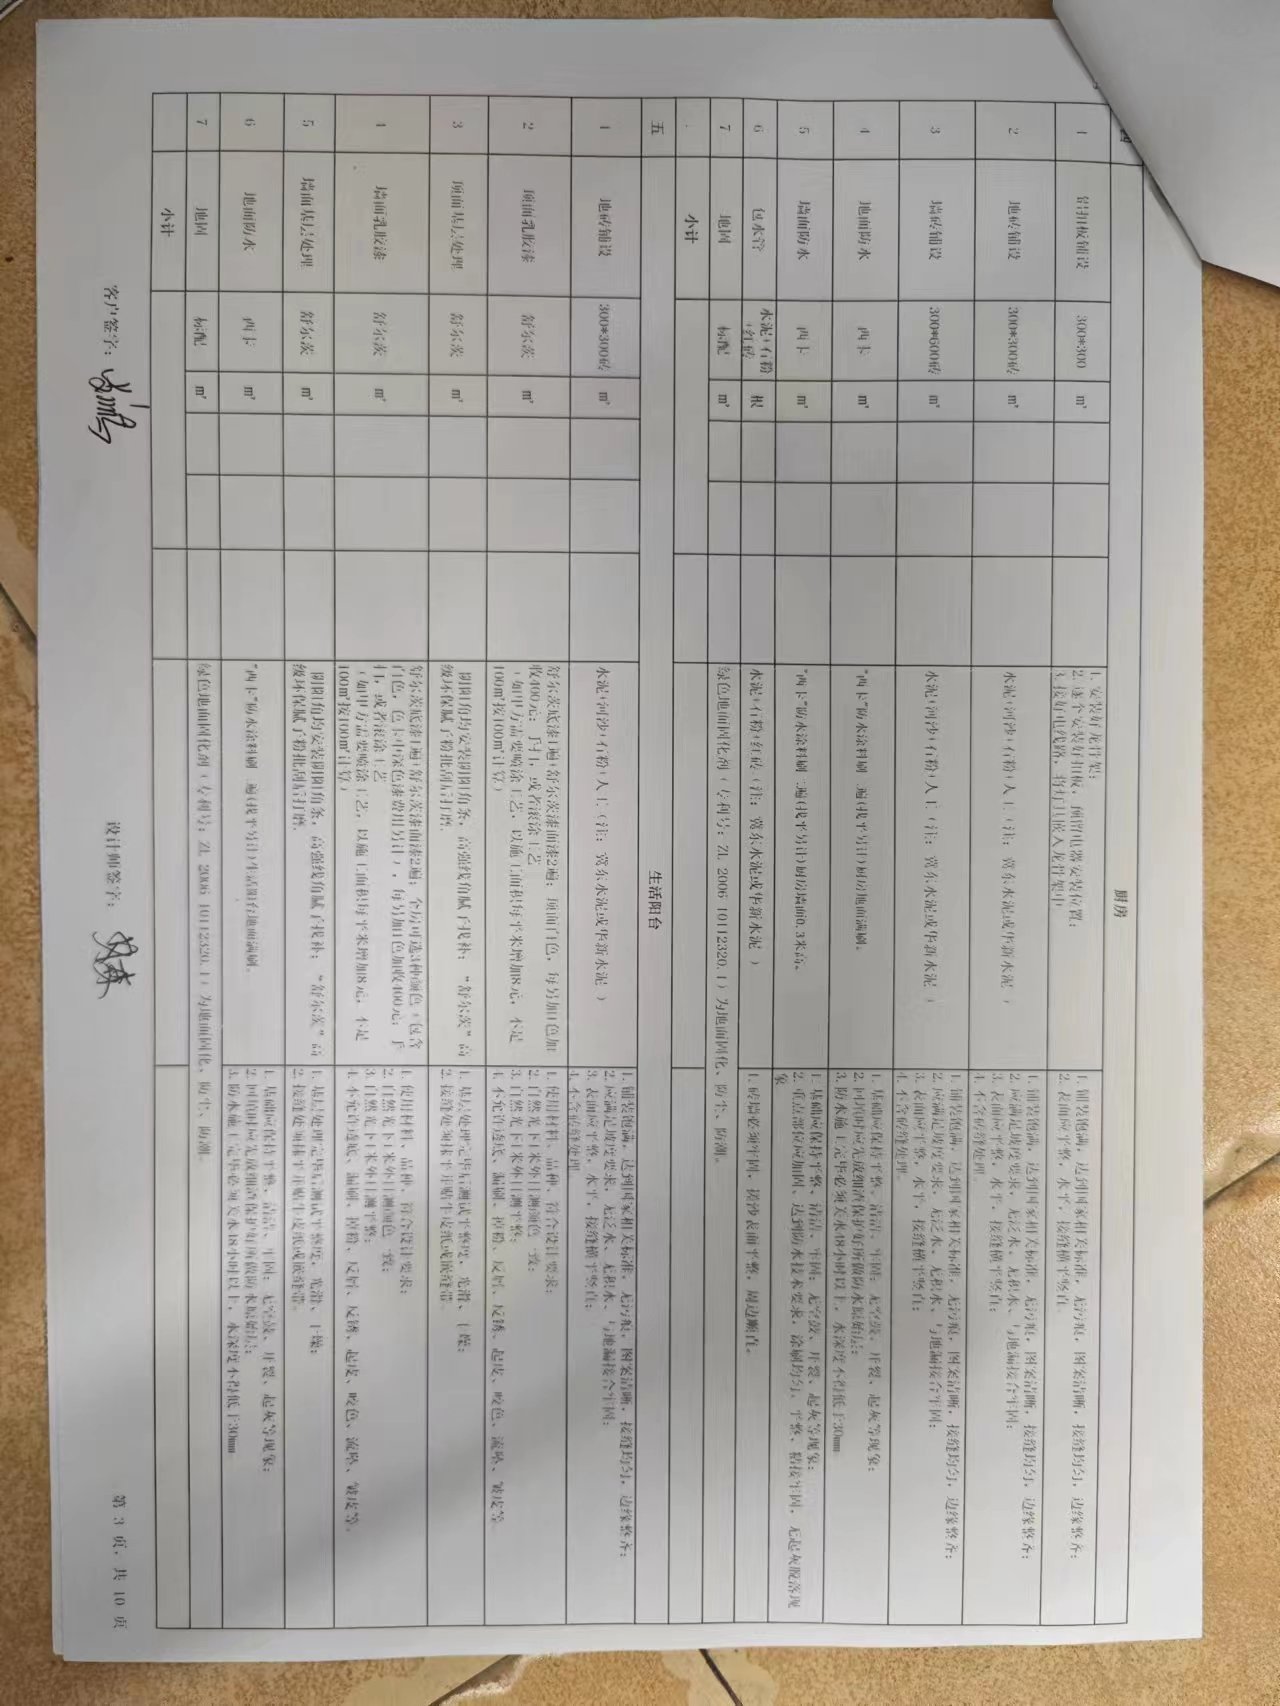 四 厨房
1 铝扣板铺设 300*300 ㎡ 1. 安装好龙骨架; 1. 铺装饱满，达到国家相关标准，无污痕，图案清晰，接缝均匀，边缘整齐;
2. 逐个安装好扣板，预留电器安装位置; 2. 表面应平整，水平，接缝横平竖直。
3. 接好电线路，将灯具嵌入龙骨架中
2 地砖铺设 300*300砖 ㎡ 水泥+河沙+石粉+人工（注：冀东水泥或华新水泥 ） 1. 铺装饱满，达到国家相关标准，无污痕，图案清晰，接缝均匀，边缘整齐;
2. 应满足坡度要求，无泛水、无积水、与地漏接合牢固;
3. 表面应平整，水平，接缝横平竖直;
4. 不含砖缝处理。
3 墙砖铺设 300*600砖 ㎡ 水泥+河沙+石粉+人工（注：冀东水泥或华新水泥 ） 1. 铺装饱满，达到国家相关标准，无污痕，图案清晰，接缝均匀，边缘整齐;
2. 应满足坡度要求，无泛水、无积水、与地漏接合牢固;
3. 表面应平整，水平，接缝横平竖直;
4. 不含砖缝处理。
4 地面防水 西卡 ㎡ "西卡"防水涂料刷二遍(找平另计)厨房地面满刷。 1. 基础应保持平整、清洁、牢固；无空鼓、开裂、起灰等现象;
2. 回填时应先放细渣保护好所做防水原始层;
3. 防水施工完毕必须关水48小时以上，水深度不得低于30mm
5 墙面防水 西卡 ㎡ "西卡"防水涂料刷二遍(找平另计)厨房墙面0.3米高。 1. 基础应保持平整、清洁、牢固；无空鼓、开裂、起灰等现象;
2. 重点部位应加固、达到防水技术要求，涂刷均匀、平整、粘接牢固，无起灰脱落现
象
6 包水管 水泥+石粉 根 水泥+石粉+红砖（注：冀东水泥或华新水泥 ） 1. 砖墙必须牢固，搓沙表面平整，周边顺直。
+红砖
7 地固 标配 ㎡ 绿色地面固化剂（专利号：ZL 2006 10112320.1）为地面固化、防尘、防潮。
小计
五 生活阳台
1 地砖铺设 300*300砖 ㎡ 水泥+河沙+石粉+人工（注：冀东水泥或华新水泥 ） 1. 铺装饱满，达到国家相关标准，无污痕，图案清晰，接缝均匀，边缘整齐;
2. 应满足坡度要求，无泛水、无积水、与地漏接合牢固;
3. 表面应平整，水平，接缝横平竖直;
4. 不含砖缝处理。
2 顶面乳胶漆 舒尔茨 ㎡ 舒尔茨底漆1遍+舒尔茨漆面漆2遍；顶面白色，每另加1色加 1. 使用材料、品种、符合设计要求;
收400元；手扫，或者滚涂工艺 2. 自然光下1米外目测颜色一致;
（如甲方需要喷涂工艺，以施工面积每平米增加8元，不足 3. 自然光下1米外目测平整;
100㎡按100㎡计算） 4. 不允许透底、漏刷、掉粉、反唇、反锈、起皮、咬色、流坠、皱皮等。
3 顶面基层处理 舒尔茨 ㎡ 阴阳角均安装阴阳角条，高强线角腻子找补；“舒尔茨”高 1. 基层处理完毕后测试平整度，光滑、干燥;
级环保腻子粉批刮后打磨. 2. 接缝处须抹平并贴牛皮纸或嵌缝带。
4 墙面乳胶漆 舒尔茨 ㎡ 舒尔茨底漆1遍+舒尔茨漆面漆2遍；全房可选3种颜色（包含 1. 使用材料、品种、符合设计要求;
白色，色卡中深色漆费用另计），每另加1色加收400元；手 2. 自然光下1米外目测颜色一致;
扫，或者滚涂工艺 3. 自然光下1米外目测平整;
（如甲方需要喷涂工艺，以施工面积每平米增加8元，不足 4. 不允许透底、漏刷、掉粉、反唇、反锈、起皮、咬色、流坠、皱皮等。
100㎡按100㎡计算）
5 墙面基层处理 舒尔茨 ㎡ 阴阳角均安装阴阳角条，高强线角腻子找补；“舒尔茨”高 1. 基层处理完毕后测试平整度，光滑、干燥;
级环保腻子粉批刮后打磨. 2. 接缝处须抹平并贴牛皮纸或嵌缝带。
6 地面防水 西卡 ㎡ "西卡"防水涂料刷二遍(找平另计)生活阳台地面满刷。 1. 基础应保持平整、清洁、牢固；无空鼓、开裂、起灰等现象;
2. 回填时应先放细渣保护好所做防水原始层;
3. 防水施工完毕必须关水48小时以上，水深度不得低于30mm
7 地固 标配 ㎡ 绿色地面固化剂（专利号：ZL 2006 10112320.1）为地面固化、防尘、防潮。
小计
客户签字： 设计师签字： 第 3 页，共 10 页